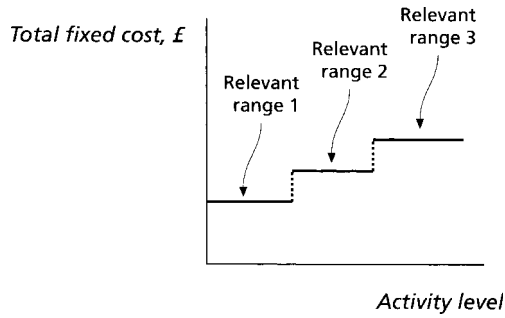 Total fixed cost, £
Relevant
range 1
Relevant
range 2
Relevant
range 3
Activity level